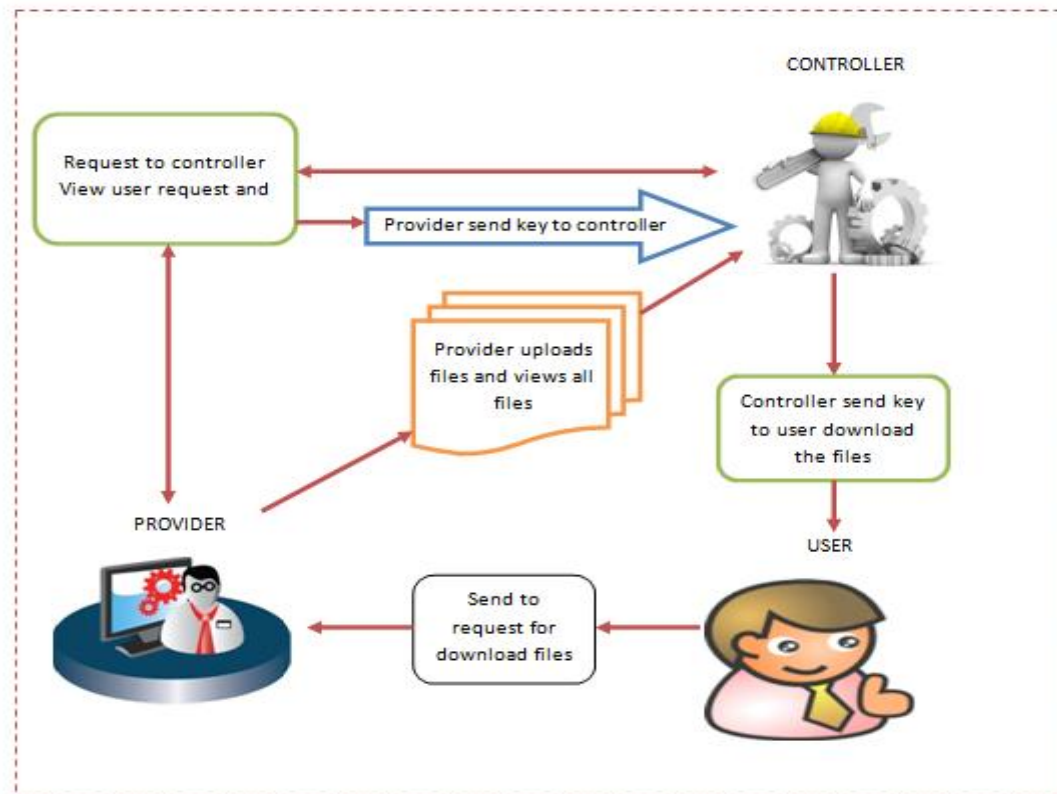 CONTROLLER
Request to controller
View user request and
Provider send key to controller
Provider uploads
files and views all
files
Controller send key
to user download
the files
PROVIDER
USER
Send to
request for
download files